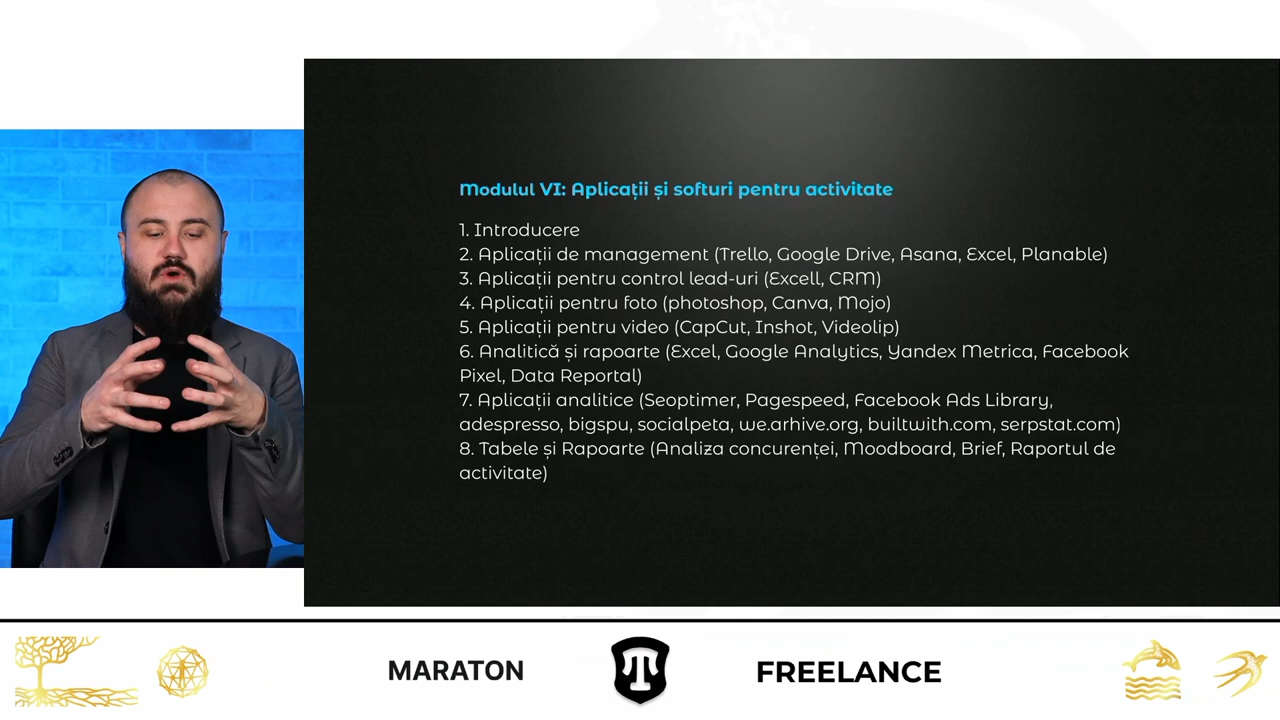 Modulul VI: Aplicații și softuri pentru activitate
1. Introducere
2. Aplicații de management (Trello, Google Drive, Asana, Excel, Planable)
3. Aplicații pentru control lead-uri (Excell, CRM)
4. Aplicații pentru foto (photoshop, Canva, Mojo)
5. Aplicații pentru video (CapCut, Inshot, Videolip)
6. Analitică și rapoarte (Excel, Google Analytics, Yandex Metrica, Facebook
Pixel, Data Reportal)
7. Aplicații analitice (Seoptimer, Pagespeed, Facebook Ads Library,
adespresso, bigspu, socialpeta, we.arhive.org, builtwith.com, serpstat.com)
8. Tabele și Rapoarte (Analiza concurenței, Moodboard, Brief, Raportul de
activitate)
MARATON
FREELANCE